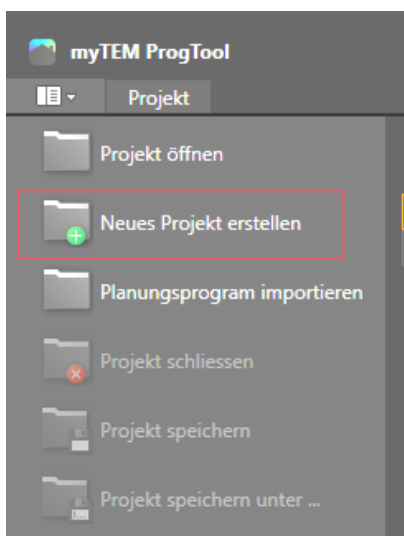 myTEM ProgTool
Projekt
Projekt öffnen
Neues Projekt erstellen
Planungsprogram importieren
Projekt schliessen
Projekt speichern
Projekt speichern unter ...